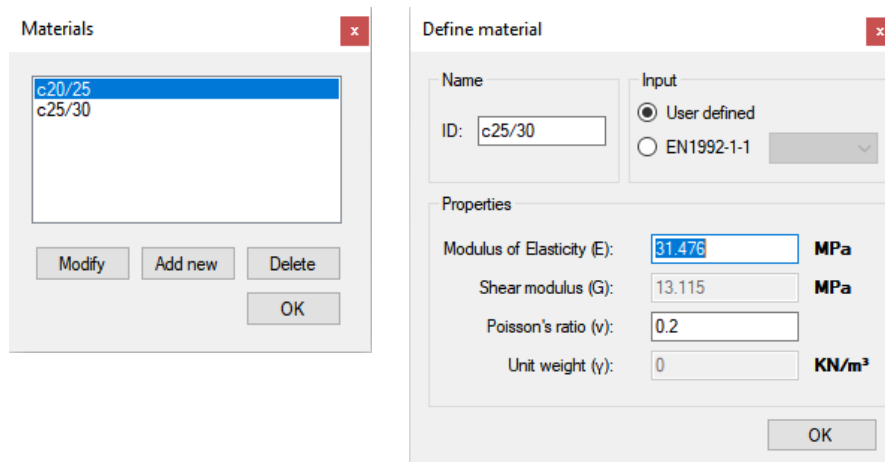 Materials
x
c20/25
c25/30
Modify Add new Delete
OK
Define material
x
Name
ID: c25/30
Input
User defined
EN1992-1-1
Properties
Modulus of Elasticity (E): 31.476 MPa
Shear modulus (G): 13.115 MPa
Poisson's ratio (v): 0.2
Unit weight (γ): 0 KN/m³
OK